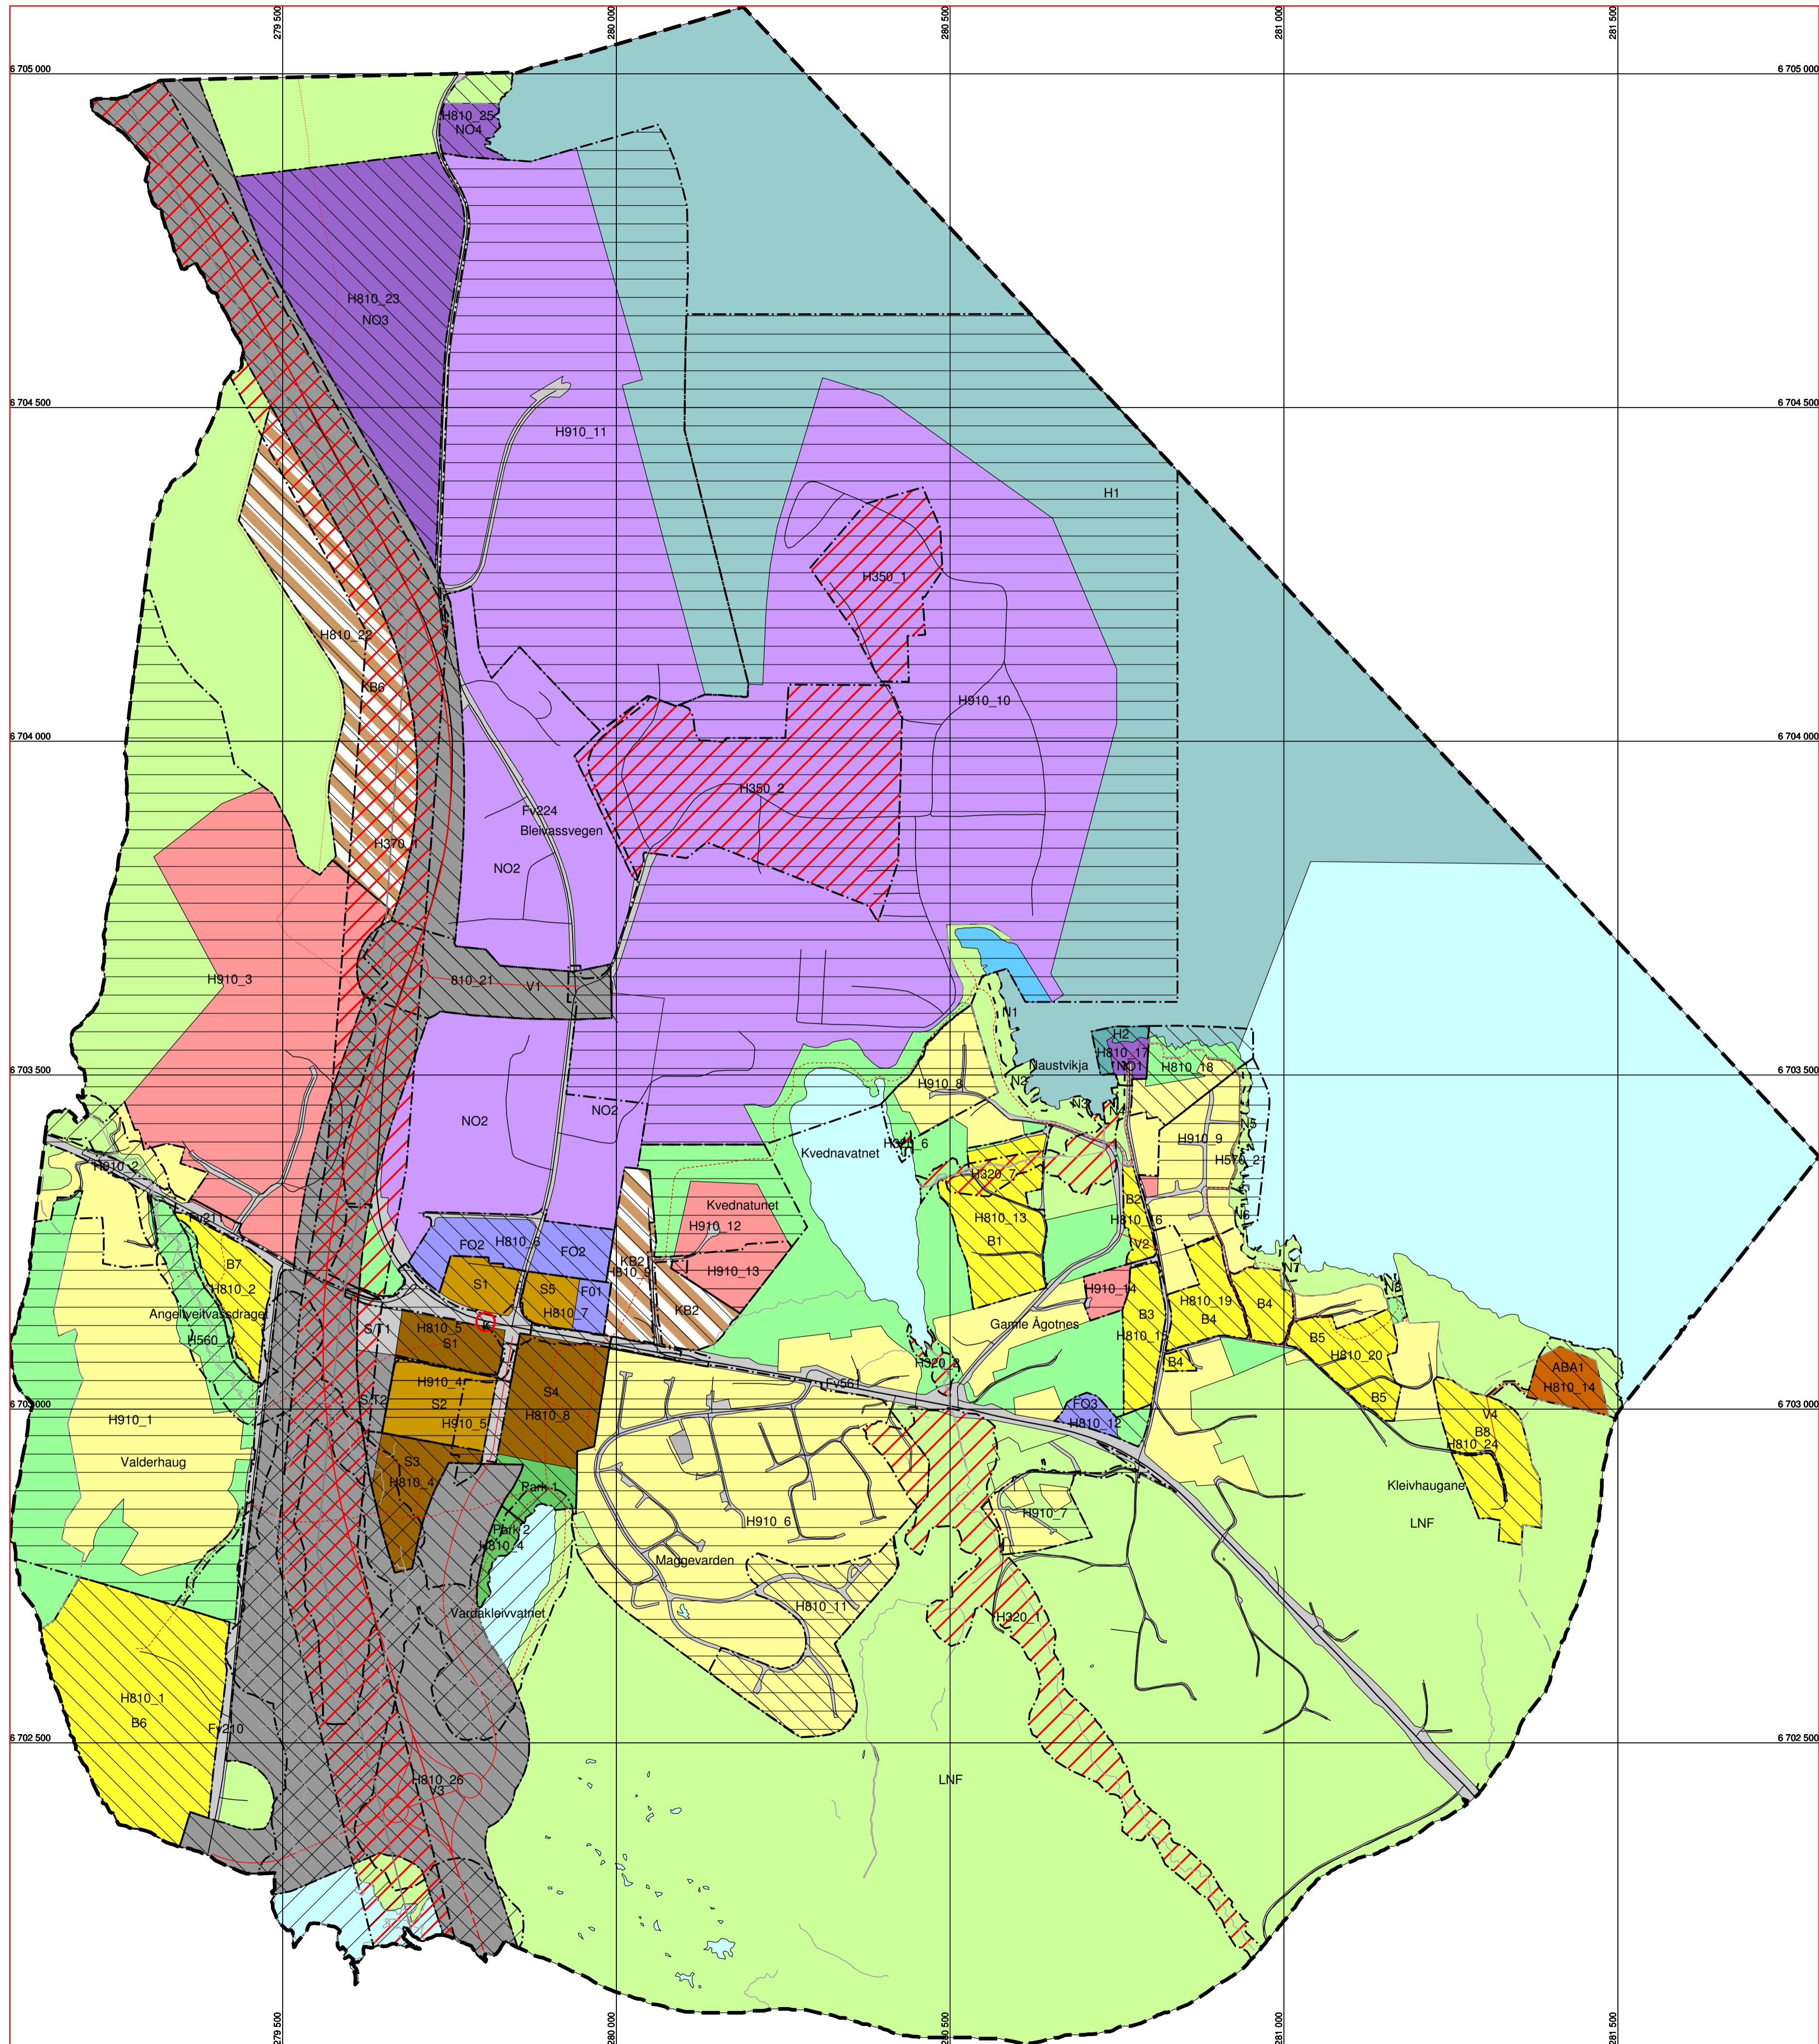 279 500
280 000
280 500
281 000
281 500
6 705 000
6 705 000
H810_25
NO4
H810_23
NO3
6 704 500
6 704 500
H910_11
H1
H350_1
H810_22
KB6
H910_10
6 704 000
6 704 000
H350_2
Fv224
Bleivassvegen
H370_1
NO2
H910_3
810_21
V1
N1
H2
H810_17
NO1
Naustvikja
H810_18
6 703 500
6 703 500
H910_8
N2
N3
N4
NO2
NO2
N5
H910_9
H320_6
Kvednavatnet
H910_2
H570_2
H320_7
B2
Kvednatunet
H910_12
H810_13
H810_16
N6
Fv211
FO2
H810_6
FO2
B1
V2
B7
KB2
H810_9
H910_13
N7
H810_2
S1
S5
FO1
H910_14
N8
Angeltveitvassdraget
H810_7
KB2
B3
H810_19
B4
B4
S/T1
H810_5
K
Gamle Ågotnes
H560_1
S1
H810_15
B5
H810_20
B4
H320_2
ABA1
H910_4
Fv561
H810_14
S4
S/T2
S2
B5
6 703 000
6 703 000
H910_1
H910_5
H810_8
FO3
H810_12
V4
B8
H810_24
Valderhaug
S3
H810_4
Park 1
Kleivhaugane
H910_6
H910_7
LNF
Park 2
H810_4
Maggevarden
Vardakleivvatnet
H810_11
H320_1
H810_1
B6
Fv210
6 702 500
6 702 500
H810_26
V3
LNF
279 500
280 000
280 500
281 000
281 500